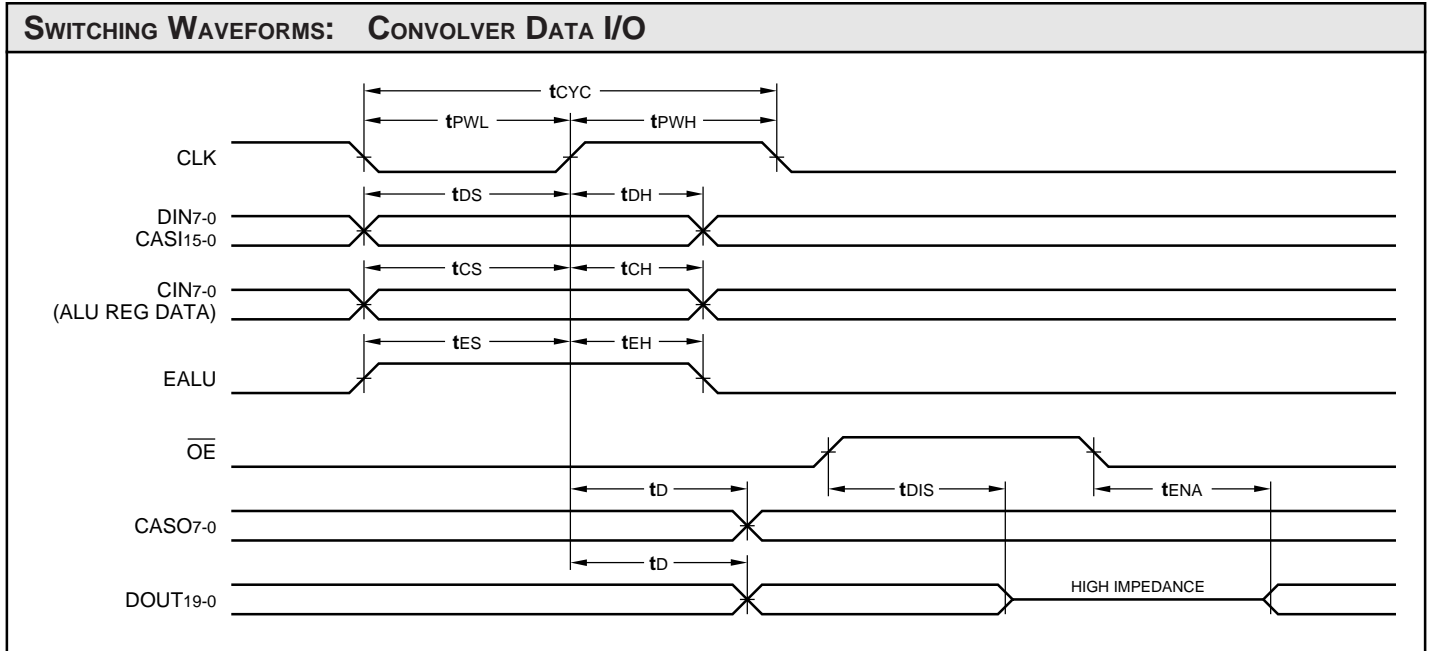 SWITCHING WAVEFORMS: CONVOLVER DATA I/O
tCYC
tPWL tPWH
CLK
tDS tDH
DIN7-0
CASI15-0
tCS tCH
CIN7-0
(ALU REG DATA)
tES tEH
EALU
OE
tD tDIS tENA
CASO7-0
tD
DOUT19-0 HIGH IMPEDANCE